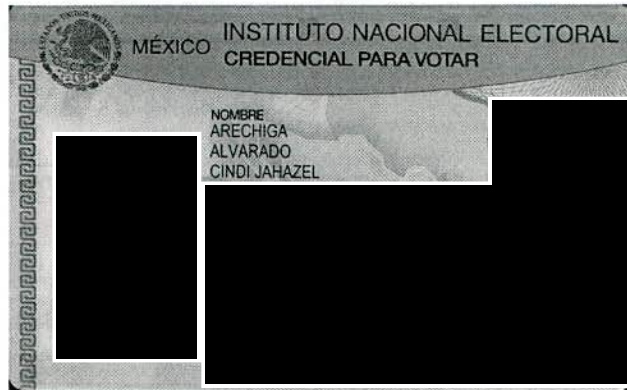 MÉXICO
INSTITUTO NACIONAL ELECTORAL
CREDENCIAL PARA VOTAR
NOMBRE
ARECHIGA
ALVARADO
CINDI JAHAZEL